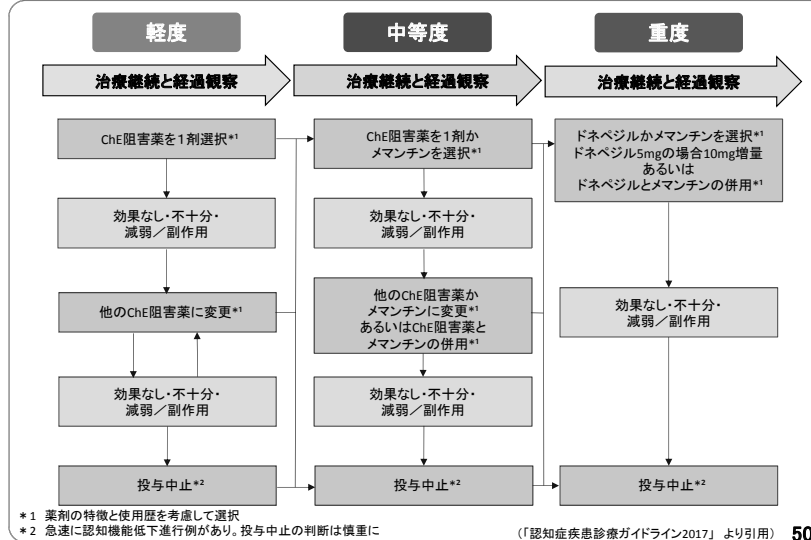 軽度
中等度
重度
治療継続と経過観察
治療継続と経過観察
治療継続と経過観察
ChE阻害薬を1剤選択*1
効果なし・不十分・
減弱／副作用
他のChE阻害薬に変更*1
効果なし・不十分・
減弱／副作用
投与中止*2
ChE阻害薬を1剤か
メマンチンを選択*1
効果なし・不十分・
減弱／副作用
他のChE阻害薬か
メマンチンに変更*1
あるいはChE阻害薬と
メマンチンの併用*1
効果なし・不十分・
減弱／副作用
投与中止*2
ドネペジルかメマンチンを選択*1
ドネペジル5mgの場合10mg増量
あるいは
ドネペジルとメマンチンの併用*1
効果なし・不十分・
減弱／副作用
投与中止*2
＊1 薬剤の特徴と使用歴を考慮して選択
＊2 急速に認知機能低下進行例があり。投与中止の判断は慎重に
（「認知症疾患診療ガイドライン2017」 より引用） 50